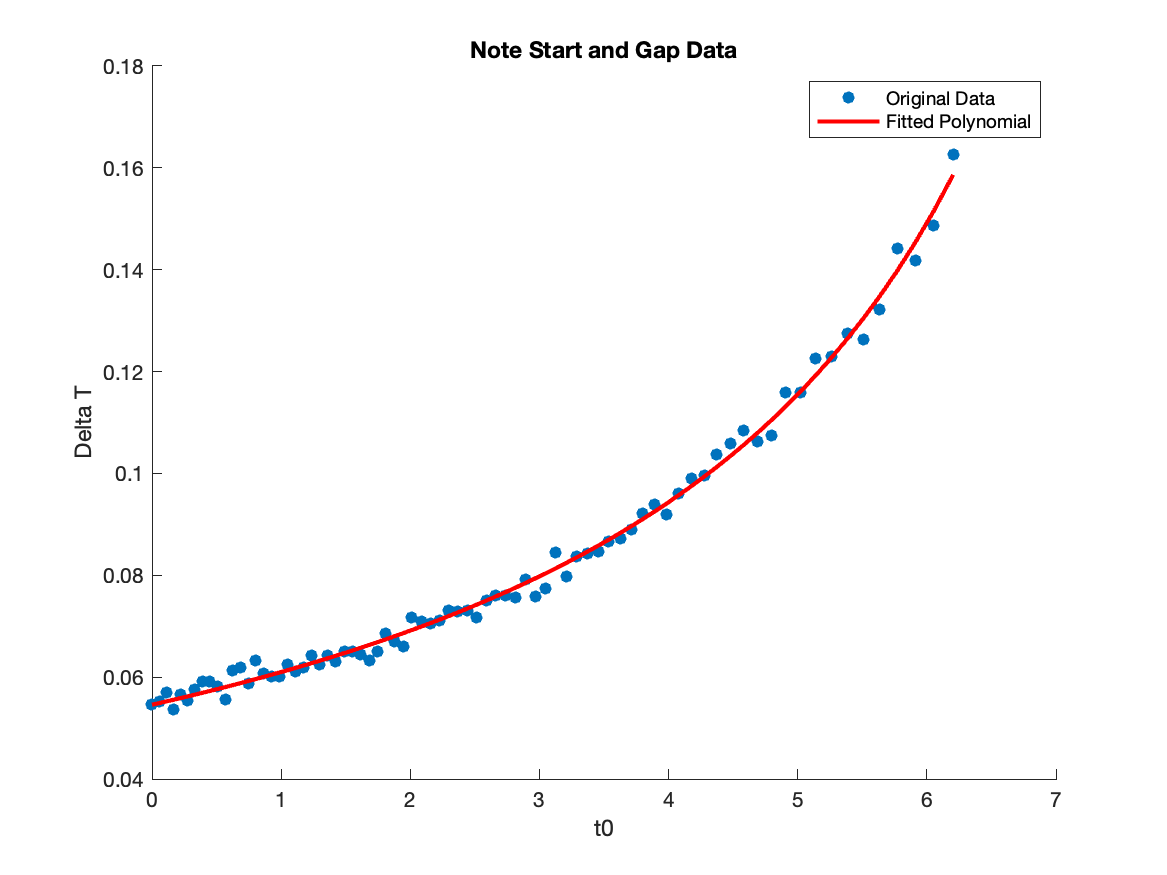 Note Start and Gap Data
0.18
0.16
0.14
0.12
0.1
0.08
0.06
0.04
Delta T
Original Data
Fitted Polynomial
0 1 2 3 4 5 6 7
t0